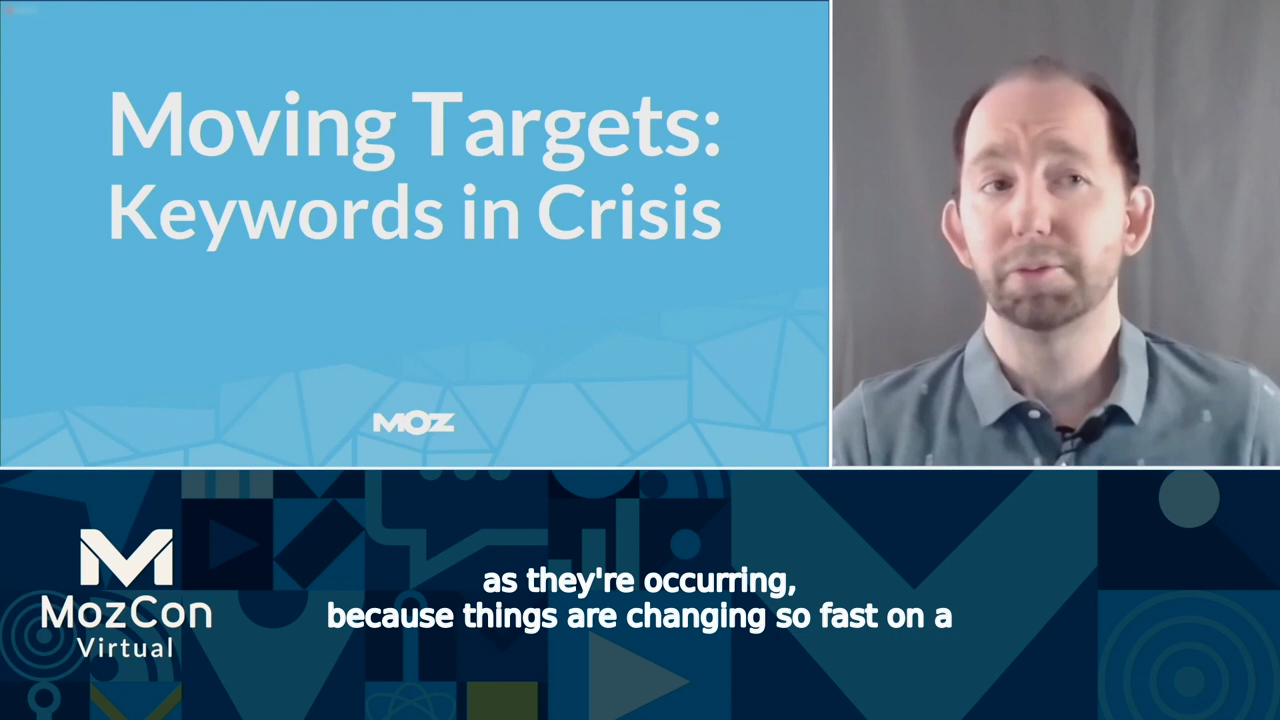 Moving Targets:
Keywords in Crisis
MOZ
MozCon
Virtual
as they're occurring,
because things are changing so fast on a